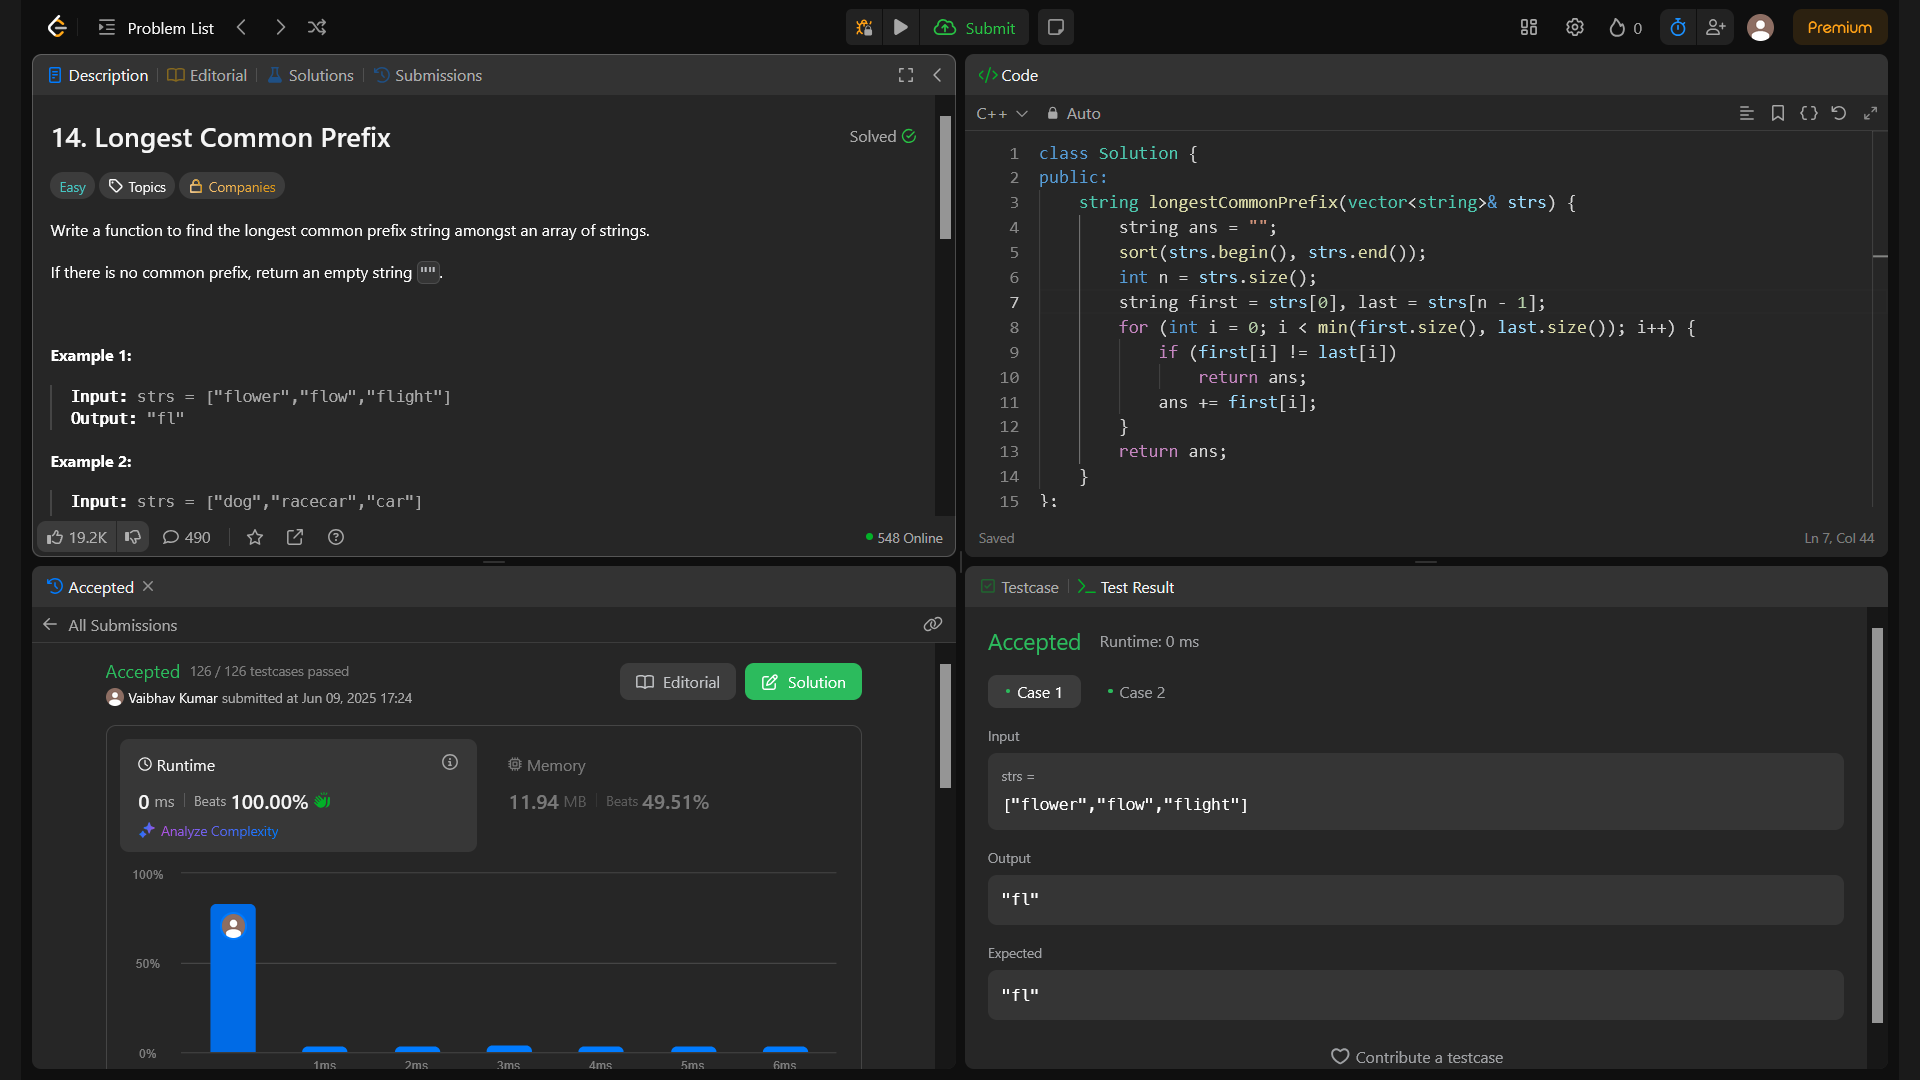 Problem List
Submit
0
Premium
Description
Editorial
Solutions
Submissions
14. Longest Common Prefix
Solved
Easy
Topics
Companies
Write a function to find the longest common prefix string amongst an array of strings.
If there is no common prefix, return an empty string "".
Example 1:
Input: strs = ["flower","flow","flight"]
Output: "fl"
Example 2:
Input: strs = ["dog","racecar","car"]
19.2K
490
548 Online
</> Code
C++
Auto
1 class Solution {
2 public:
3     string longestCommonPrefix(vector<string>& strs) {
4         string ans = "";
5         sort(strs.begin(), strs.end());
6         int n = strs.size();
7         string first = strs[0], last = strs[n - 1];
8         for (int i = 0; i < min(first.size(), last.size()); i++) {
9             if (first[i] != last[i])
10                 return ans;
11             ans += first[i];
12         }
13         return ans;
14     }
15 };
Saved
Ln 7, Col 44
Accepted
All Submissions
Accepted 126 / 126 testcases passed
Vaibhav Kumar submitted at Jun 09, 2025 17:24
Editorial
Solution
Runtime
0 ms Beats 100.00%
Analyze Complexity
Memory
11.94 MB Beats 49.51%
100%
50%
0%
1ms 2ms 3ms 4ms 5ms 6ms
Testcase
Test Result
Accepted Runtime: 0 ms
Case 1
Case 2
Input
strs =
["flower","flow","flight"]
Output
"fl"
Expected
"fl"
Contribute a testcase